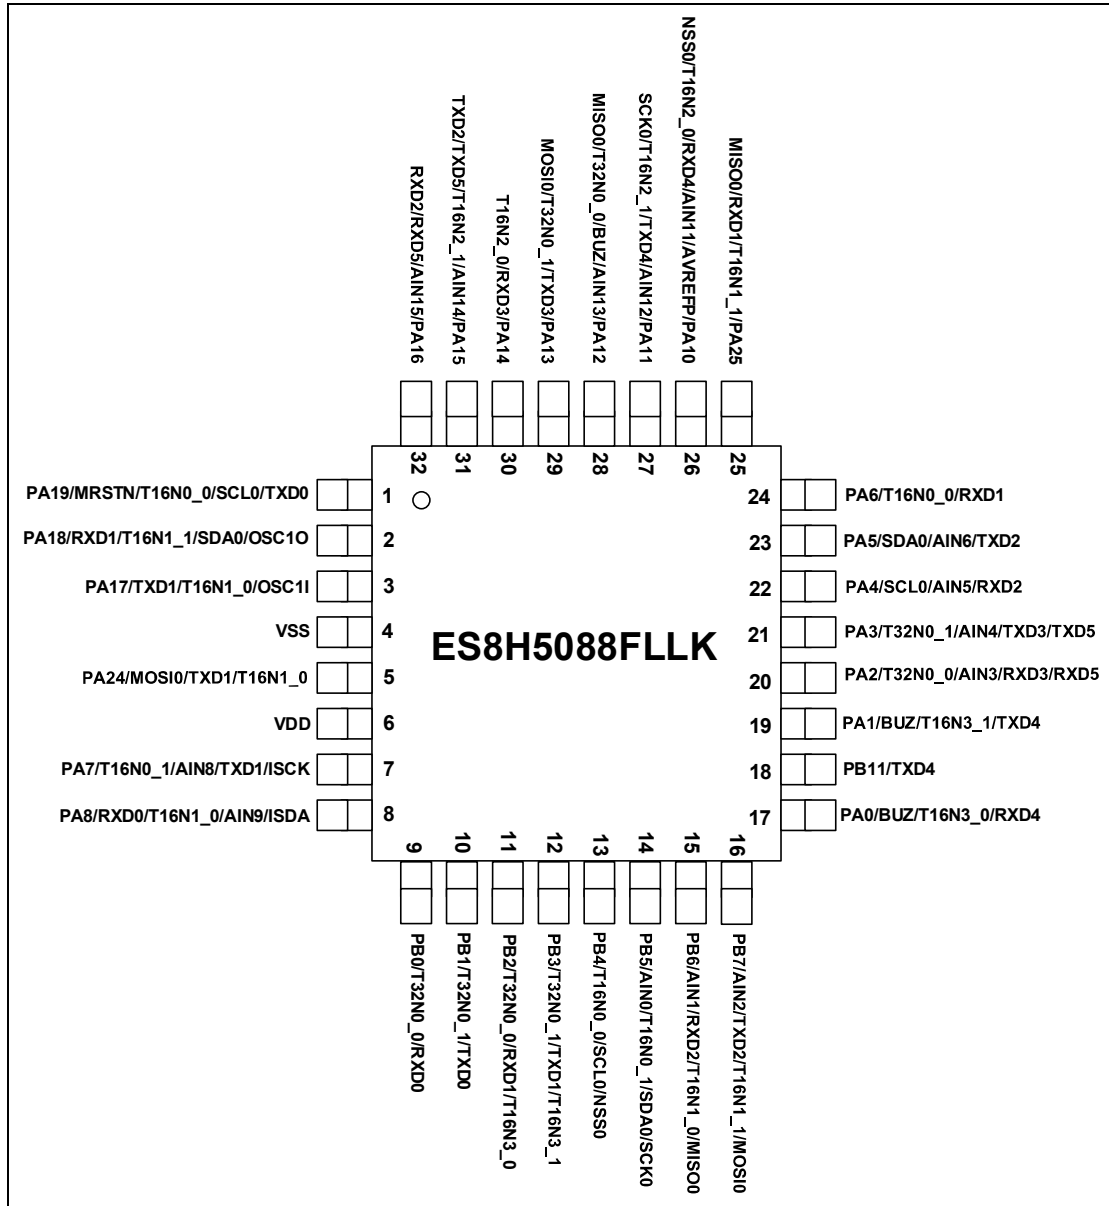 RXD2/RXD5/AIN15/PA16
TXD2/TXD5/T16N2_1/AIN14/PA15
T16N2_0/RXD3/PA14
MOSI0/T32N0_1/TXD3/PA13
MISO0/T32N0_0/BUZ/AIN13/PA12
SCK0/T16N2_1/TXD4/AIN12/PA11
NSS0/T16N2_0/RXD4/AIN11/AVREFP/PA10
MISO0/RXD1/T16N1_1/PA25
32
31
30
29
28
27
26
25
PA19/MRSTN/T16N0_0/SCL0/TXD0
1
PA18/RXD1/T16N1_1/SDA0/OSC1O
2
PA17/TXD1/T16N1_0/OSC1I
3
VSS
4
PA24/MOSI0/TXD1/T16N1_0
5
VDD
6
PA7/T16N0_1/AIN8/TXD1/ISCK
7
PA8/RXD0/T16N1_0/AIN9/ISDA
8
ES8H5088FLLK
24
PA6/T16N0_0/RXD1
23
PA5/SDA0/AIN6/TXD2
22
PA4/SCL0/AIN5/RXD2
21
PA3/T32N0_1/AIN4/TXD3/TXD5
20
PA2/T32N0_0/AIN3/RXD3/RXD5
19
PA1/BUZ/T16N3_1/TXD4
18
PB11/TXD4
17
PA0/BUZ/T16N3_0/RXD4
9
10
11
12
13
14
15
16
PB0/T32N0_0/RXD0
PB1/T32N0_1/TXD0
PB2/T32N0_0/RXD1/T16N3_0
PB3/T32N0_1/TXD1/T16N3_1
PB4/T16N0_0/SCL0/NSS0
PB5/AIN0/T16N0_1/SDA0/SCK0
PB6/AIN1/RXD2/T16N1_0/MISO0
PB7/AIN2/TXD2/T16N1_1/MOSI0